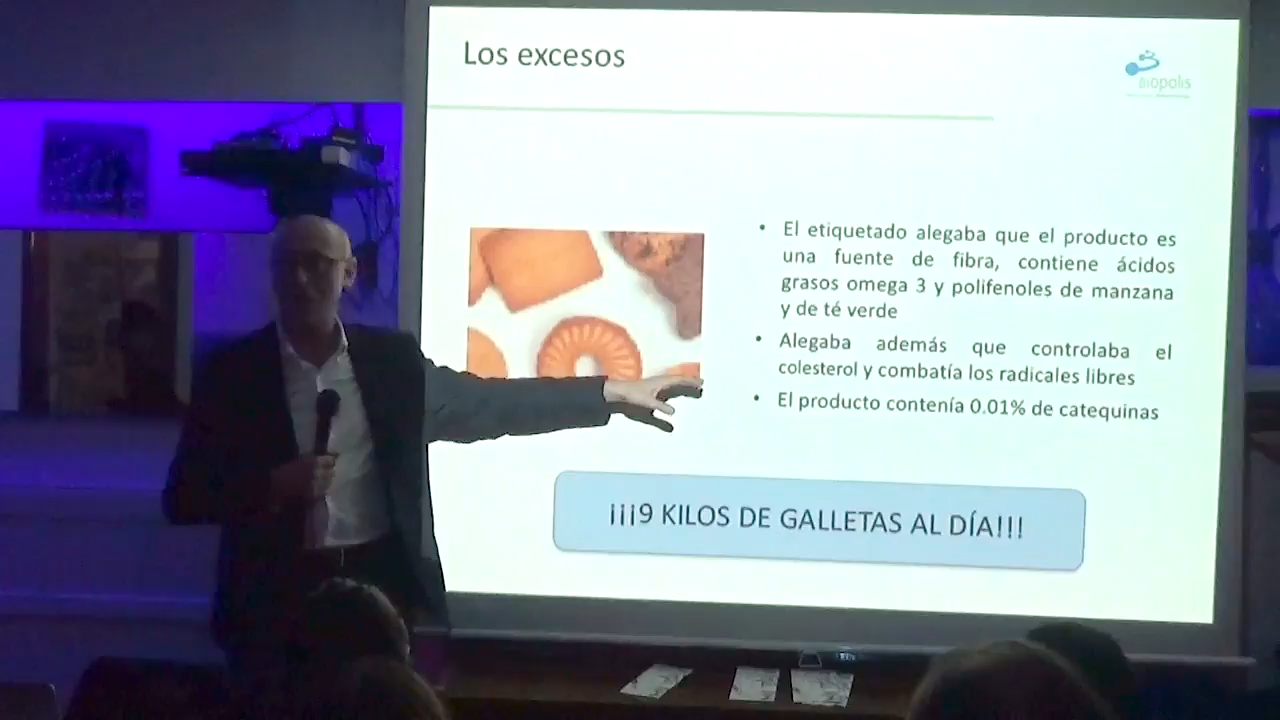 Los excesos
Biopolis
• El etiquetado alegaba que el producto es
una fuente de fibra, contiene ácidos
grasos omega 3 y polifenoles de manzana
y de té verde
• Alegaba además que controlaba el
colesterol y combatía los radicales libres
• El producto contenía 0.01% de catequinas
¡¡¡9 KILOS DE GALLETAS AL DÍA!!!